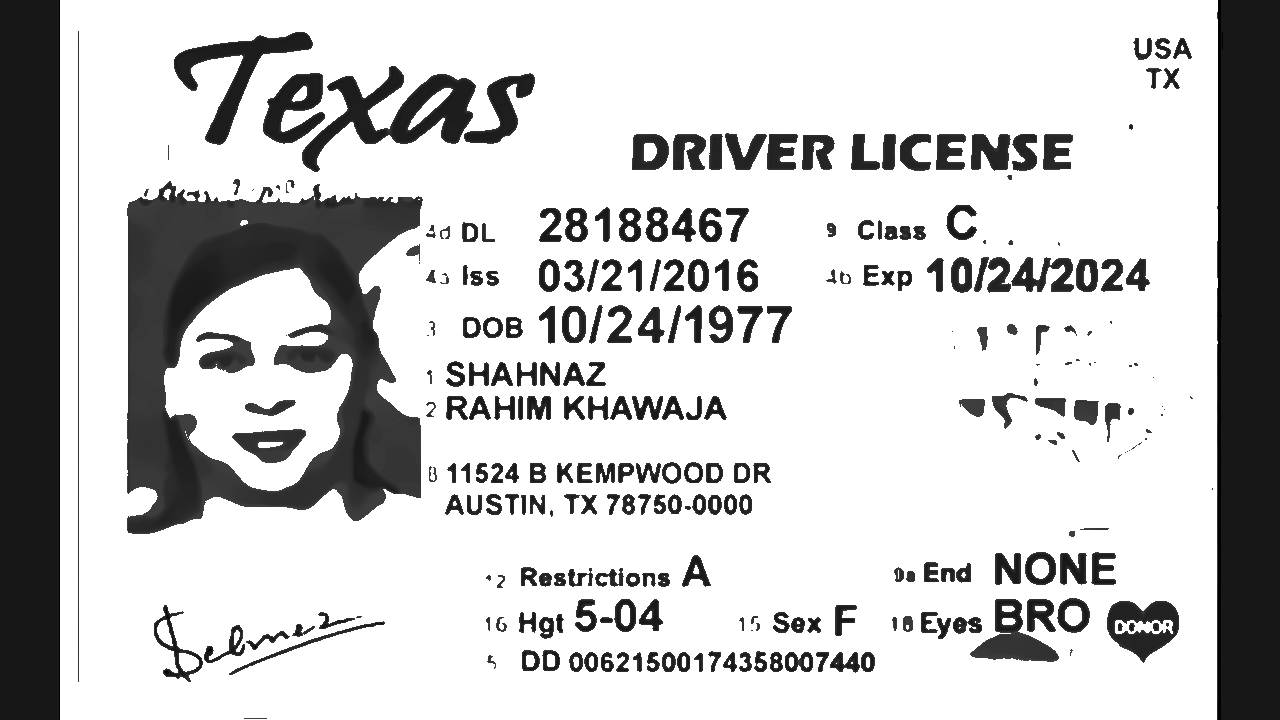 Texas
USA
TX
DRIVER LICENSE
4d DL 28188467 9 Class C
Iss 03/21/2016 4b Exp 10/24/2024
3 DOB 10/24/1977
1 SHAHNAZ
2 RAHIM KHAWAJA
8 11524 B KEMPWOOD DR
AUSTIN, TX 78750-0000
12 Restrictions A 9a End NONE
16 Hgt 5-04 15 Sex F 18 Eyes BRO DONOR
5 DD 00621500174358007440